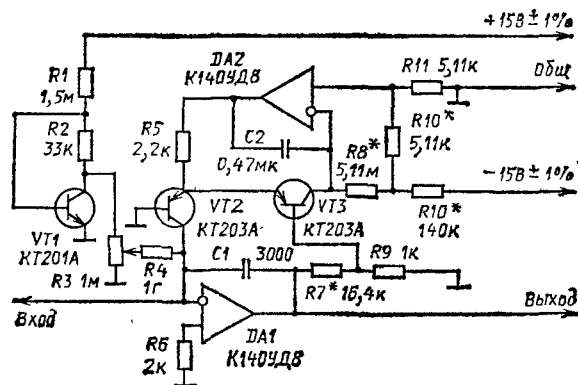 +15В ± 1%
DA2
К140УД8
R11 5,11к
Общ
R1
1,5м
R2
33к
R5
2,2к
C2
0,47мк
R8*
5,11м
R10*
5,11к
-15В ± 1%
VT1
КТ201А
VT2
КТ203А
VT3
КТ203А
R10*
140к
R3 1м
R4
1г
C1 3000
R9 1к
R7* 16,4к
Вход
Выход
R6
2к
DA1
К140УД8